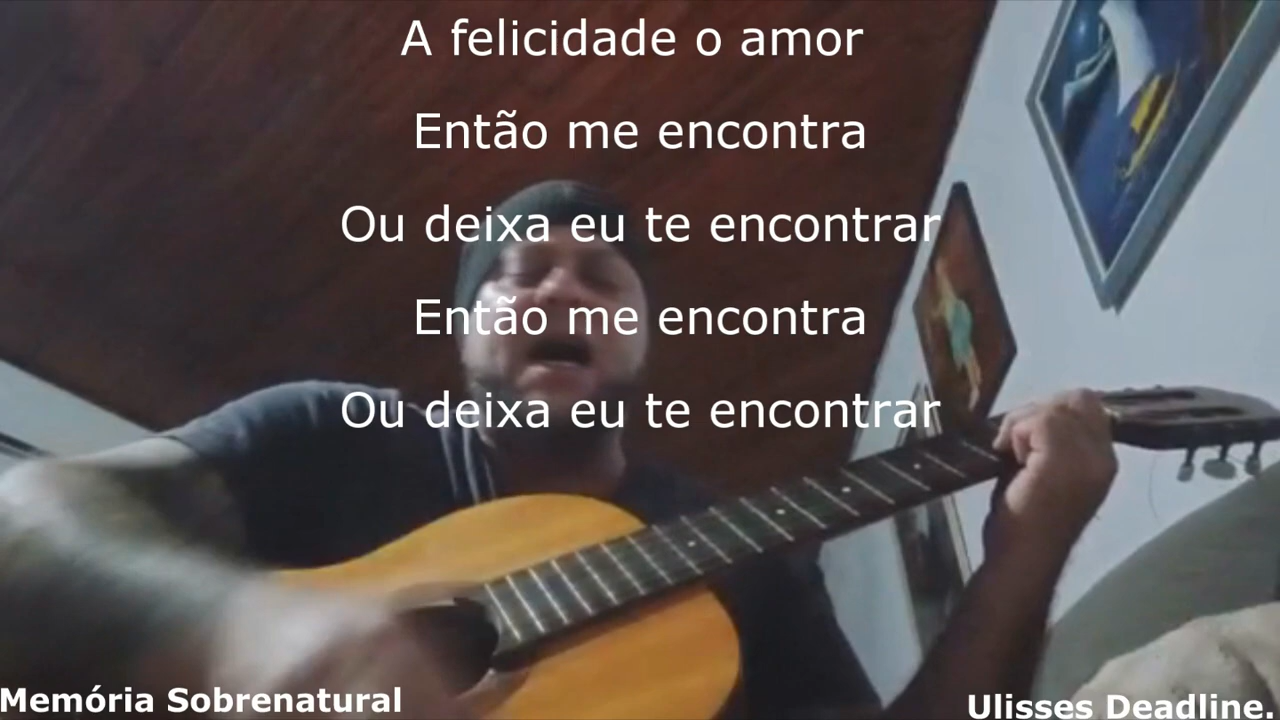 A felicidade o amor
Então me encontra
Ou deixa eu te encontrar
Então me encontra
Ou deixa eu te encontrar
Memória Sobrenatural
Ulisses Deadline.